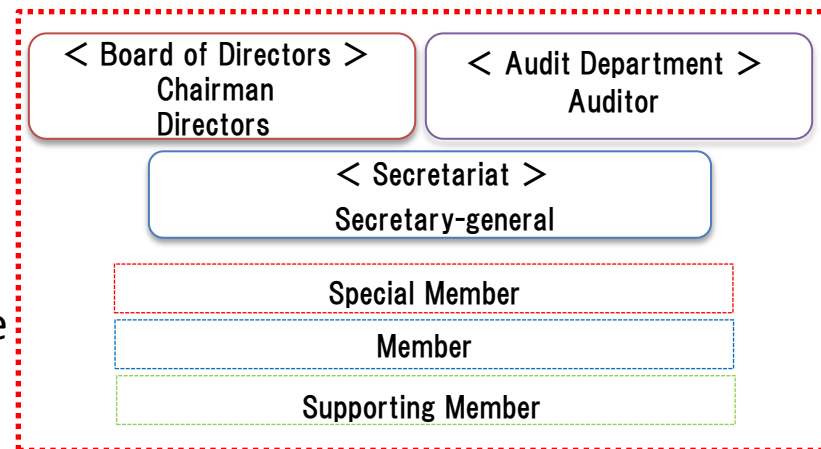 < Board of Directors >
Chairman
Directors
< Audit Department >
Auditor
< Secretariat >
Secretary-general
Special Member
e
Member
Supporting Member